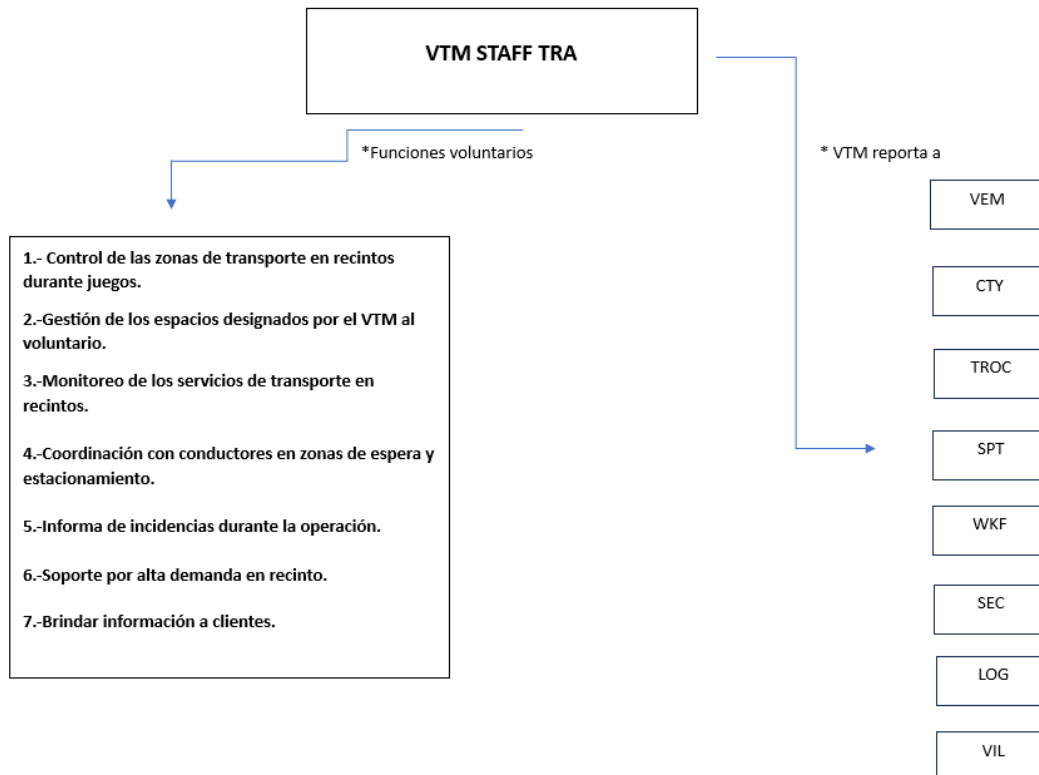 VTM STAFF TRA
*Funciones voluntarios
* VTM reporta a
1.- Control de las zonas de transporte en recintos
durante juegos.
2.-Gestión de los espacios designados por el VTM al
voluntario.
3.-Monitoreo de los servicios de transporte en
recintos.
4.-Coordinación con conductores en zonas de espera y
estacionamiento.
5.-Informa de incidencias durante la operación.
6.-Soporte por alta demanda en recinto.
7.-Brindar información a clientes.
VEM
CTY
TROC
SPT
WKF
SEC
LOG
VIL